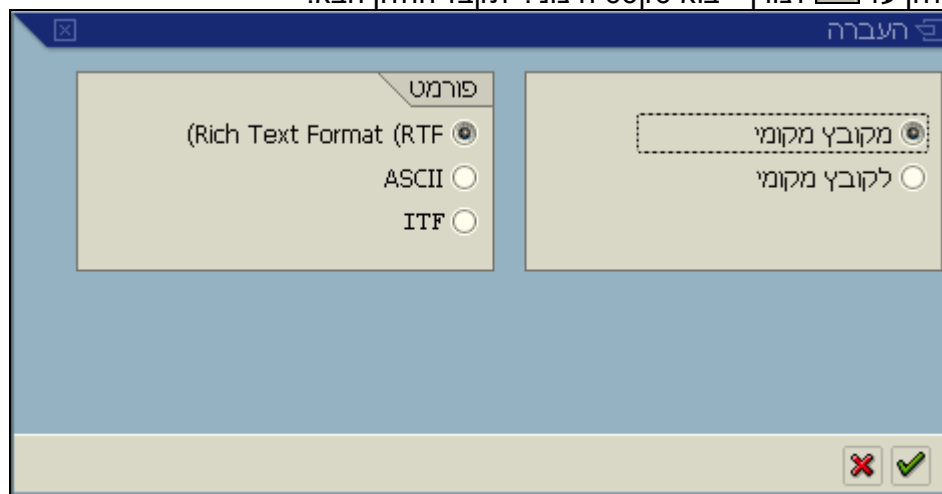 העברה
מקובץ מקומי
לקובץ מקומי
פורמט
(Rich Text Format (RTF
ASCII
ITF